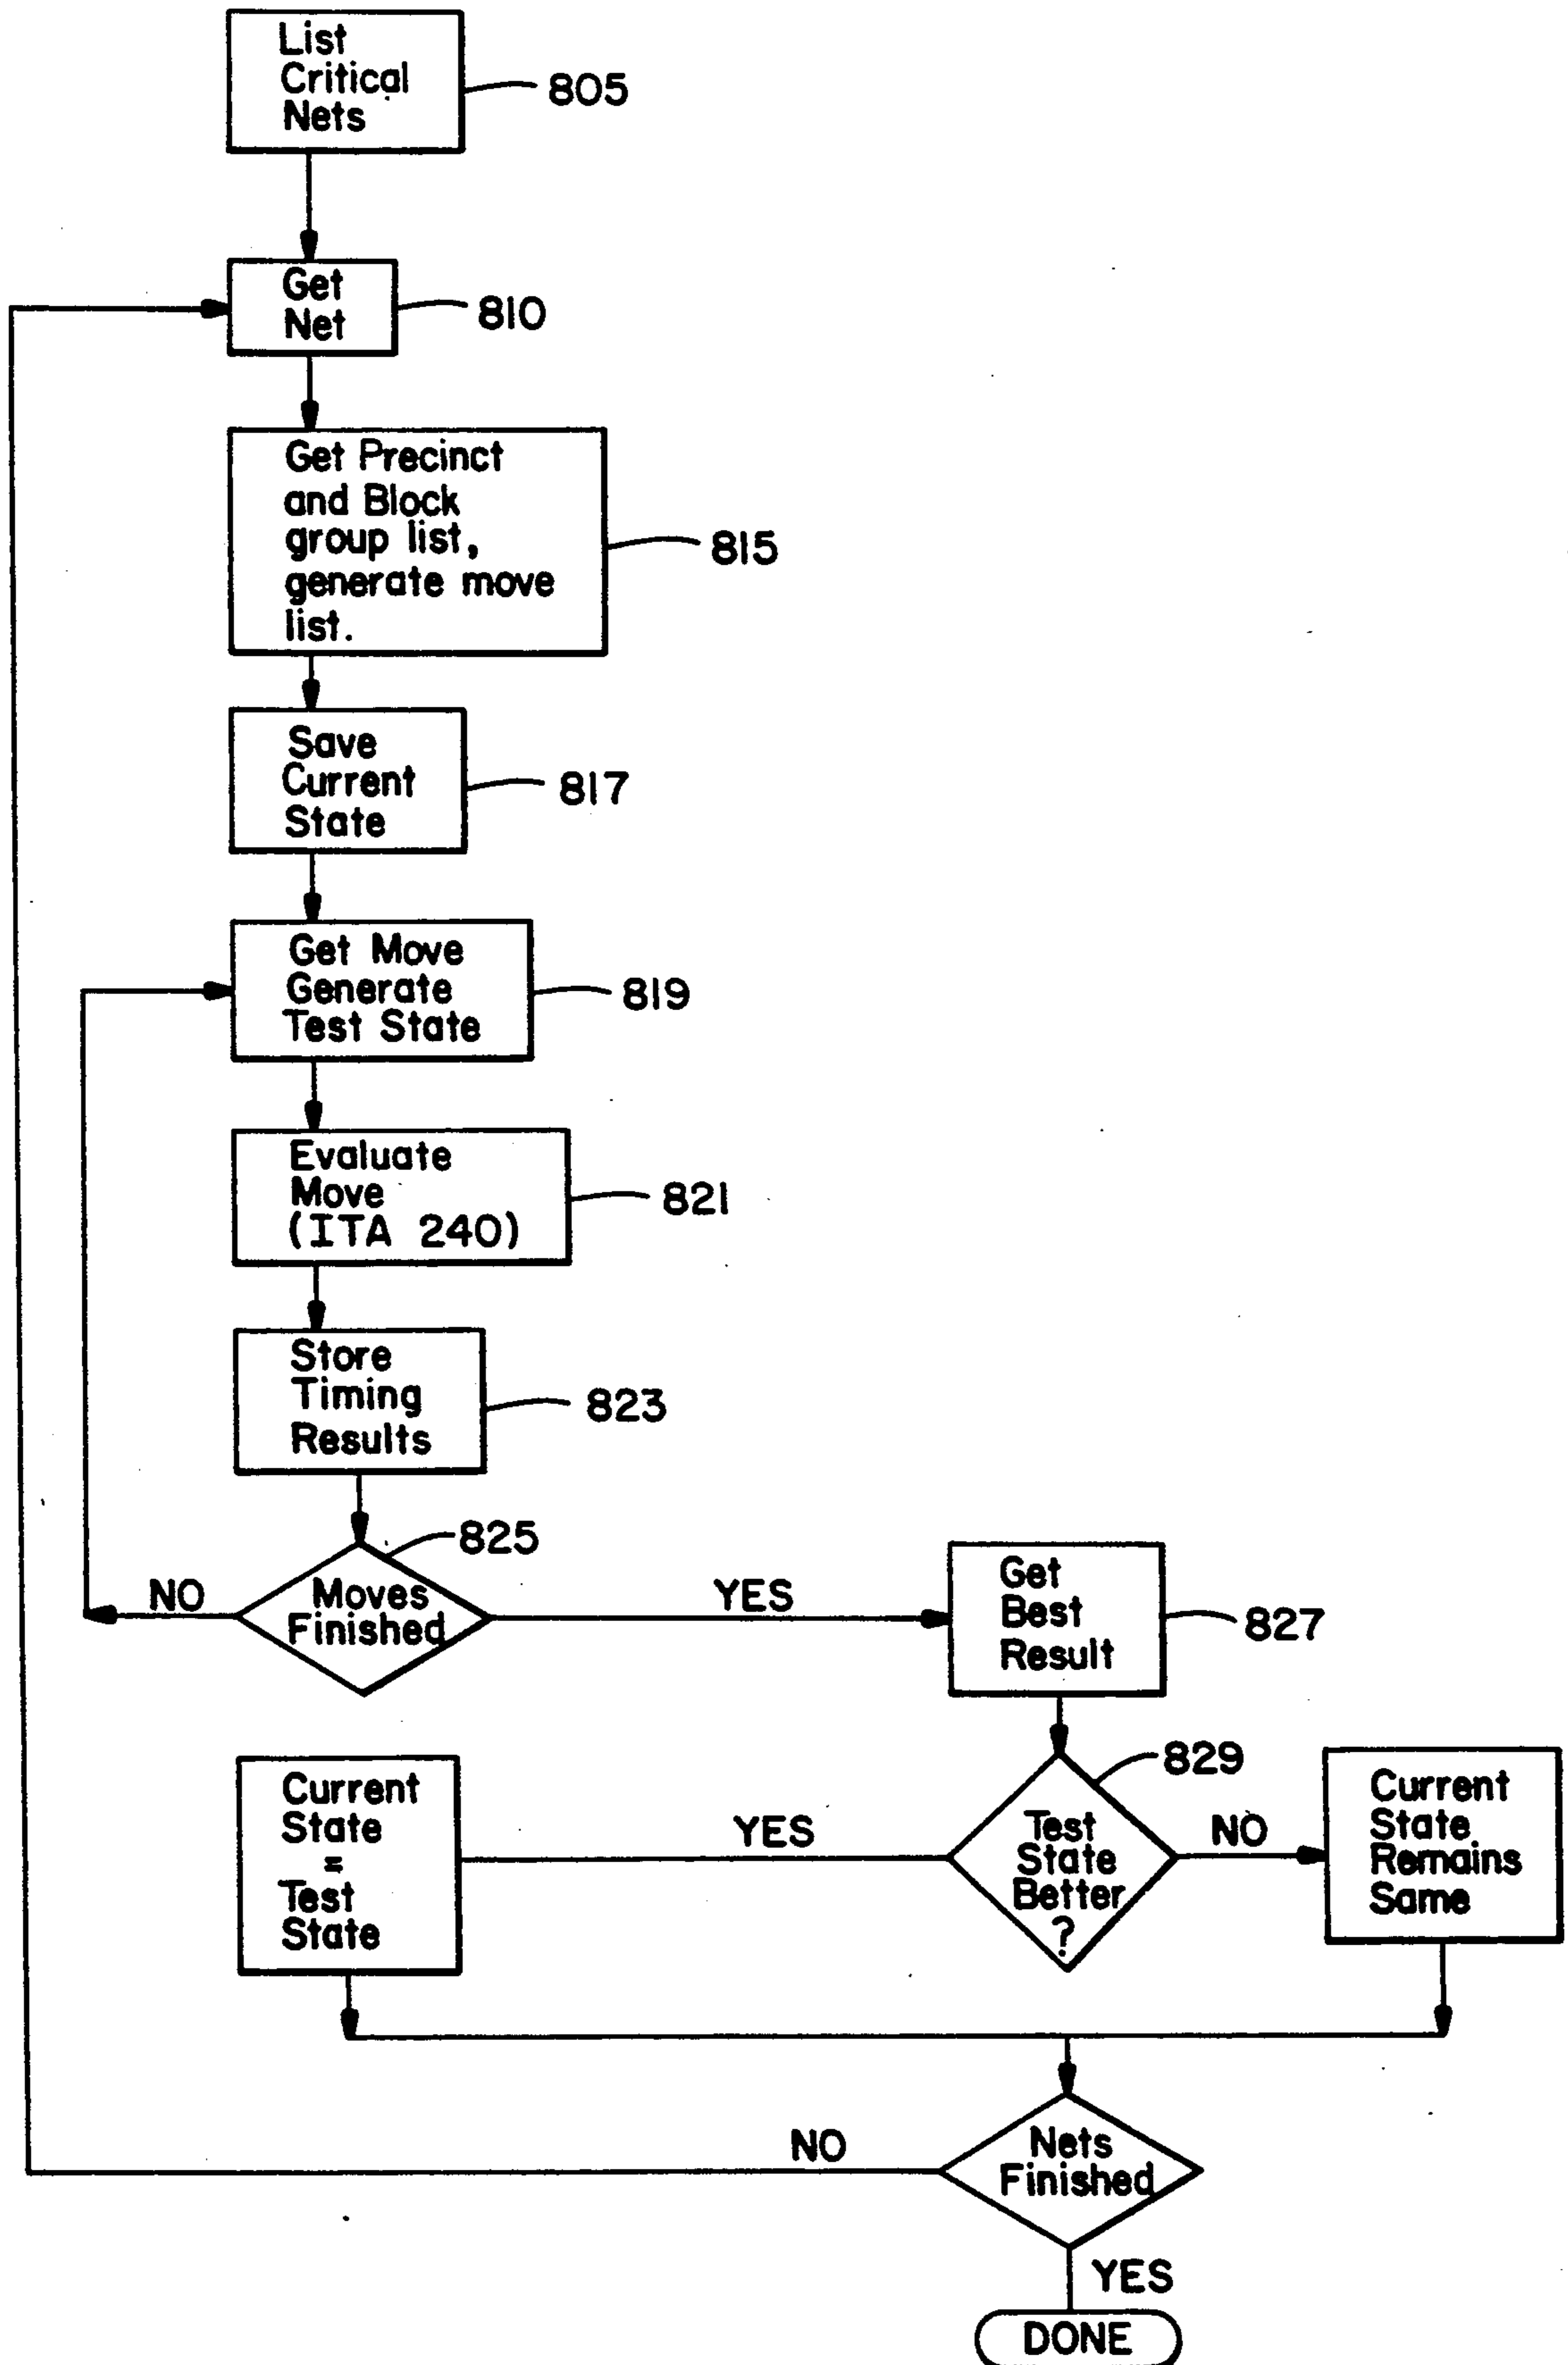 List
Critical
Nets
805
Get
Net
810
Get Precinct
and Block
group list,
generate move
list.
815
Save
Current
State
817
Get Move
Generate
Test State
819
Evaluate
Move
(ITA 240)
821
Store
Timing
Results
823
825
Moves
Finished
NO
YES
Get
Best
Result
827
829
Test
State
Better
?
YES
NO
Current
State
=
Test
State
Current
State
Remains
Same
Nets
Finished
NO
YES
DONE